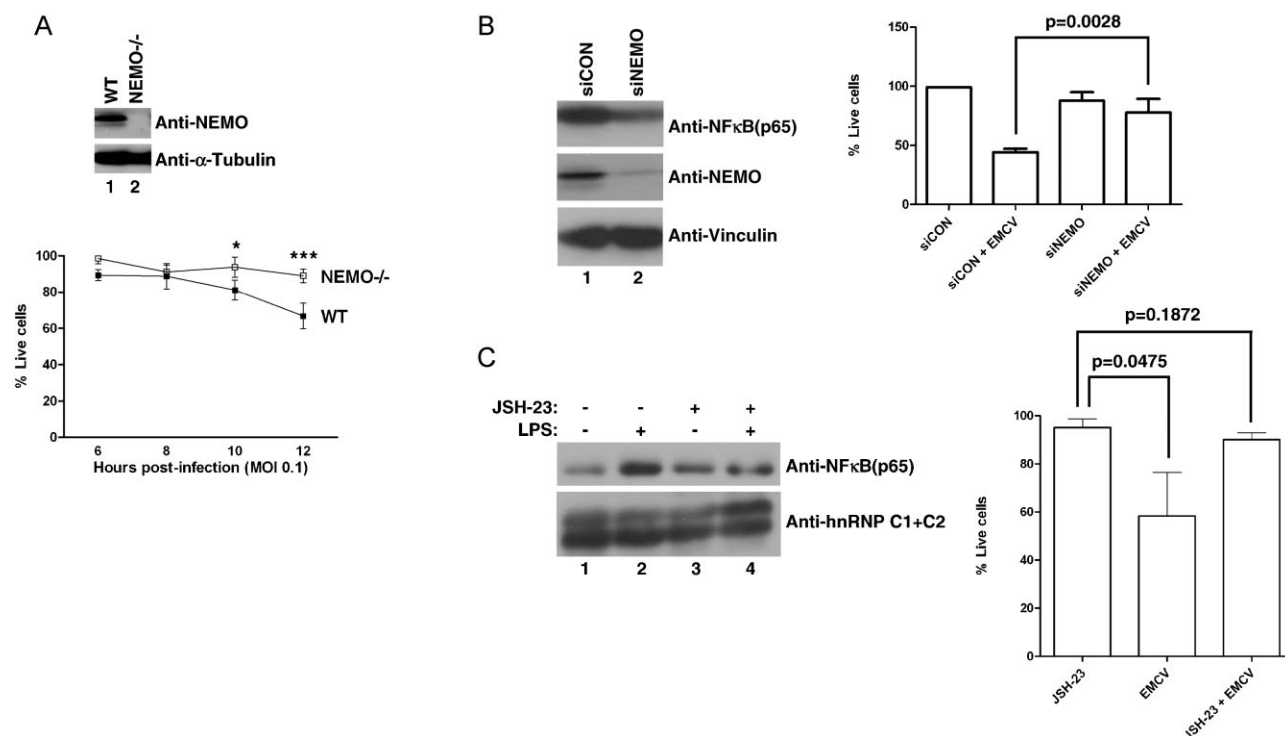 A
WT
NEMO-/-
Anti-NEMO
Anti-α-Tubulin
1 2
100
80
60
40
20
0
% Live cells
* ***
NEMO-/-
WT
6 8 10 12
Hours post-infection (MOI 0.1)
B
siCON
siNEMO
Anti-NFκB(p65)
Anti-NEMO
Anti-Vinculin
1 2
p=0.0028
150
100
50
0
% Live cells
siCON
siCON + EMCV
siNEMO
siNEMO + EMCV
C
JSH-23: - - + +
LPS: - + - +
Anti-NFκB(p65)
Anti-hnRNP C1+C2
1 2 3 4
p=0.1872
p=0.0475
100
80
60
40
20
0
% Live cells
JSH-23
EMCV
JSH-23 + EMCV